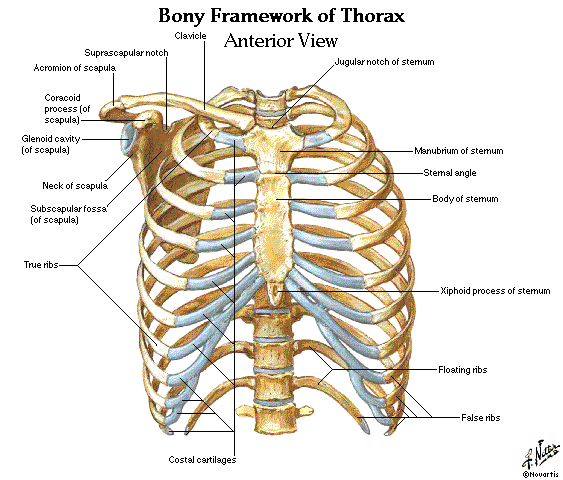 Bony Framework of Thorax
Anterior View
Clavicle
Suprascapular notch
Acromion of scapula
Jugular notch of sternum
Coracoid
process (of
scapula)
Glenoid cavity
(of scapula)
Manubrium of sternum
Sternal angle
Neck of scapula
Body of sternum
Subscapular fossa
(of scapula)
True ribs
Xiphoid process of sternum
Floating ribs
False ribs
Costal cartilages
©Novartis